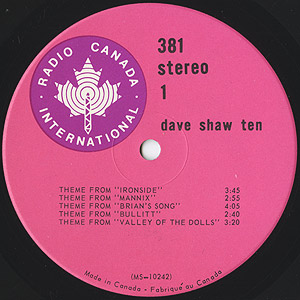 RADIO CANADA
INTERNATIONAL
381
stereo
1
dave shaw ten
THEME FROM "IRONSIDE" 3:45
THEME FROM "MANNIX" 2:55
THEME FROM "BRIAN'S SONG" 4:05
THEME FROM "BULLITT" 2:40
THEME FROM "VALLEY OF THE DOLLS" 3:20
(MS-10242)
Made in Canada - Fabrique au Canada